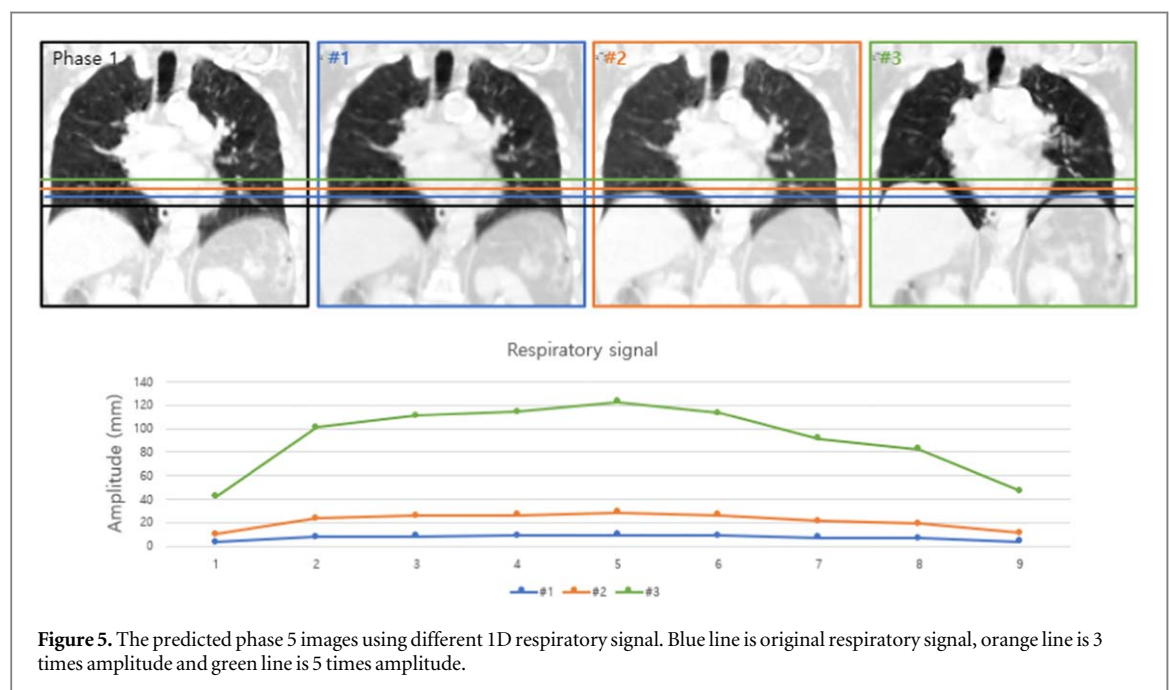 Phase 1
#1
#2
#3
Respiratory signal
Amplitude (mm)
140
120
100
80
60
40
20
0
1 2 3 4 5 6 7 8 9
#1 #2 #3
Figure 5. The predicted phase 5 images using different 1D respiratory signal. Blue line is original respiratory signal, orange line is 3
times amplitude and green line is 5 times amplitude.